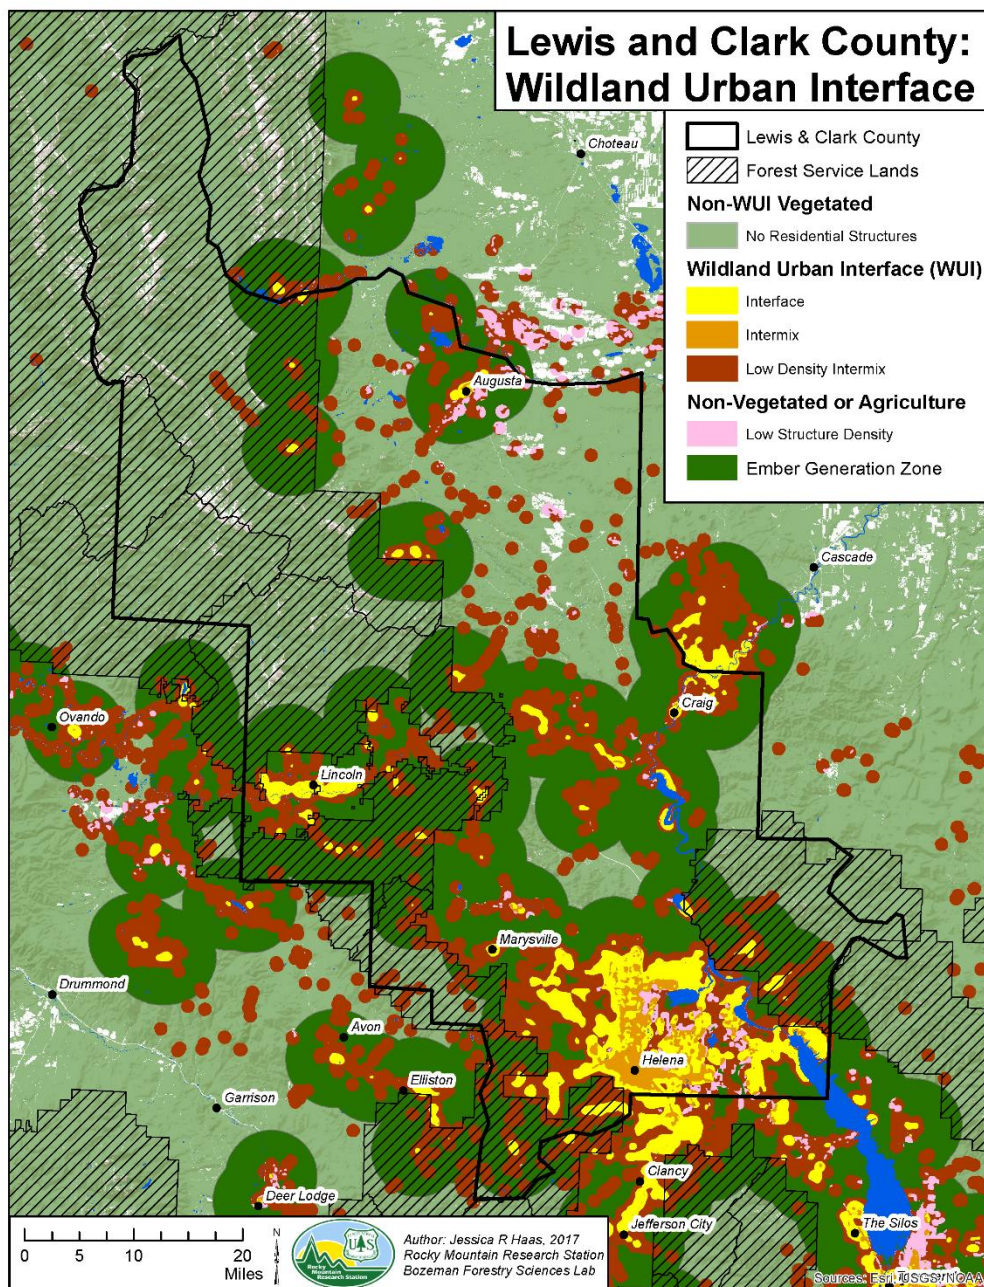 Lewis and Clark County:
Wildland Urban Interface
Lewis & Clark County
Forest Service Lands
Non-WUI Vegetated
No Residential Structures
Wildland Urban Interface (WUI)
Interface
Intermix
Low Density Intermix
Non-Vegetated or Agriculture
Low Structure Density
Ember Generation Zone
Choteau
Augusta
Cascade
Craig
Ovando
Lincoln
Marysville
Drummond
Avon
Helena
Elliston
Garrison
Clancy
Deer Lodge
Jefferson City
The Silos
0 5 10 20
Miles
N
Rocky
Mountain
Research Station
U S
Author: Jessica R Haas, 2017
Rocky Mountain Research Station
Bozeman Forestry Sciences Lab
Sources: Esri, USGS, NOAA